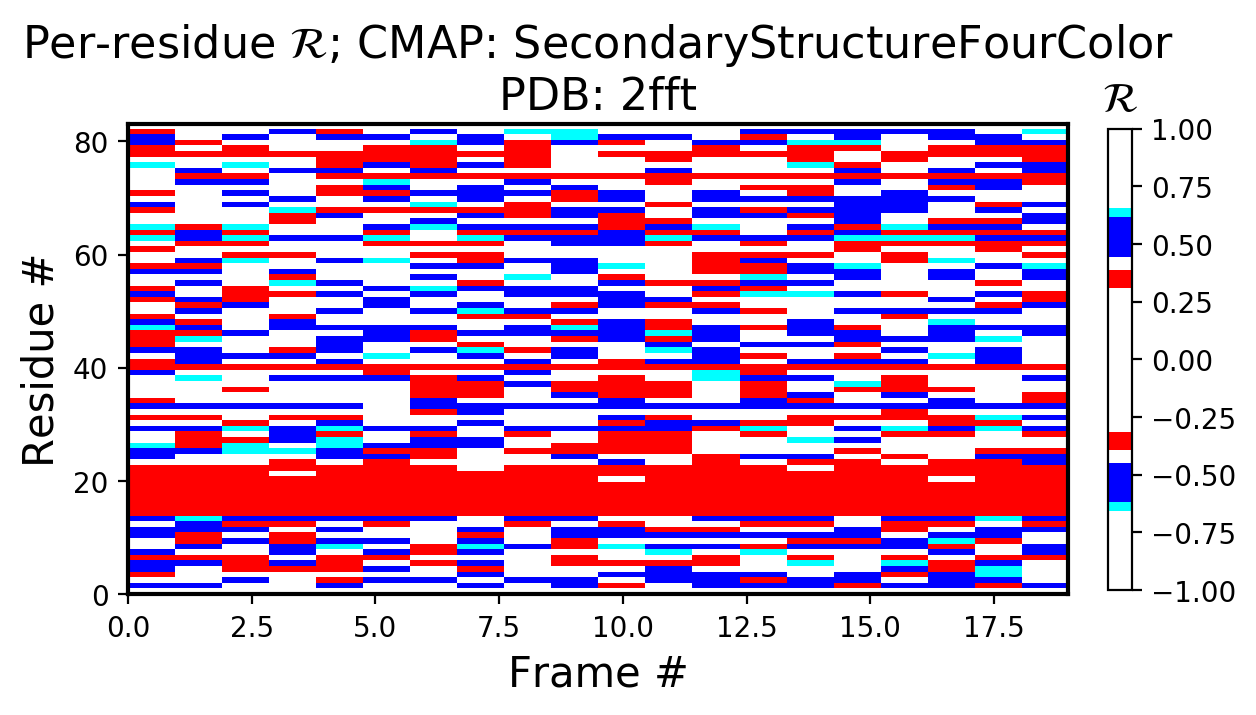 Per-residue ℛ; CMAP: SecondaryStructureFourColor
PDB: 2fft
ℛ
1.00
0.75
0.50
0.25
0.00
−0.25
−0.50
−0.75
−1.00
80
60
40
20
0
Residue #
0.0 2.5 5.0 7.5 10.0 12.5 15.0 17.5
Frame #